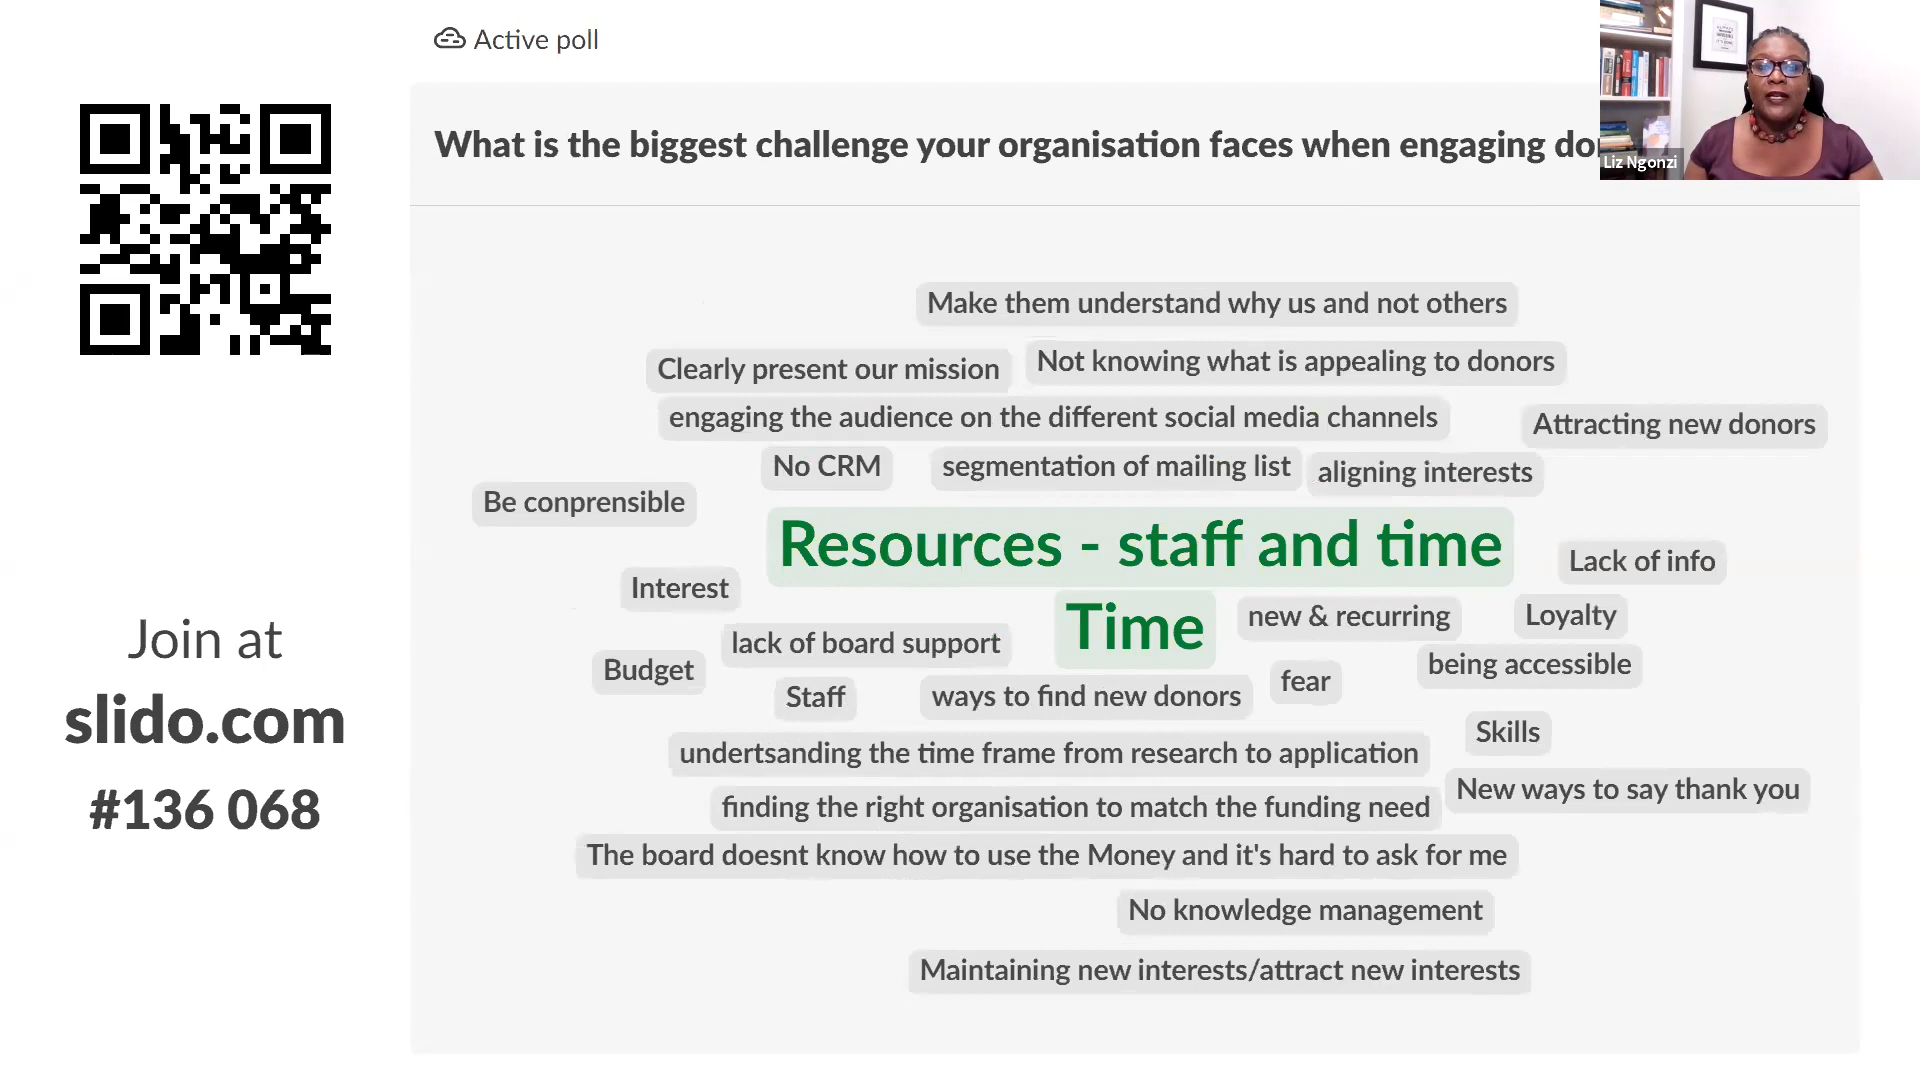 Active poll
What is the biggest challenge your organisation faces when engaging do
Liz Ngonzi
Make them understand why us and not others
Clearly present our mission
Not knowing what is appealing to donors
engaging the audience on the different social media channels
Attracting new donors
No CRM
segmentation of mailing list
aligning interests
Be conprensible
Resources - staff and time
Lack of info
Interest
Time
new & recurring
Loyalty
lack of board support
Budget
being accessible
Staff
ways to find new donors
fear
Skills
undertsanding the time frame from research to application
New ways to say thank you
finding the right organisation to match the funding need
The board doesnt know how to use the Money and it's hard to ask for me
No knowledge management
Maintaining new interests/attract new interests
Join at
slido.com
#136 068